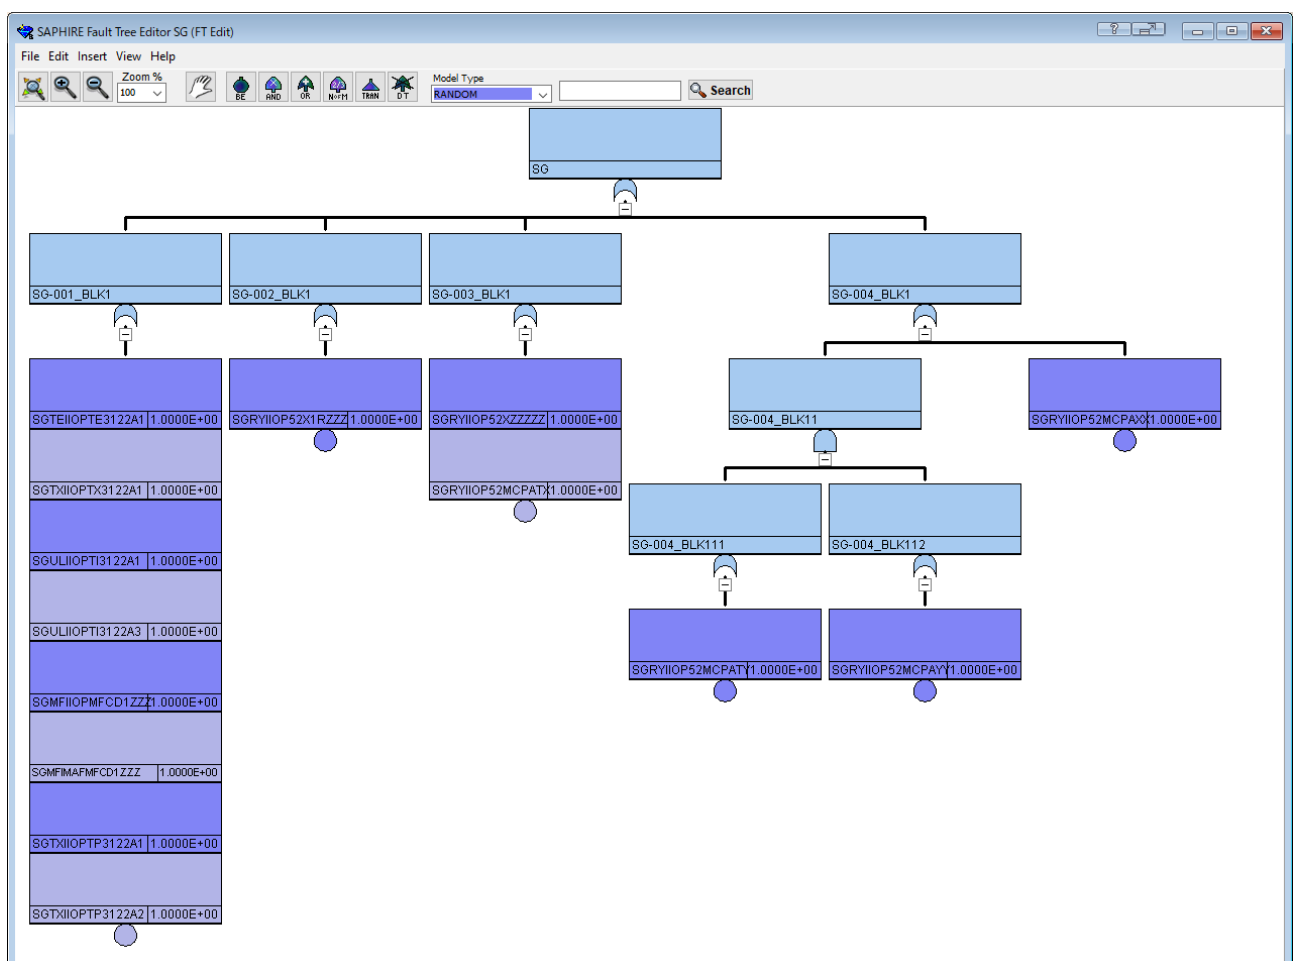 SAPHIRE Fault Tree Editor SG (FT Edit)
File Edit Insert View Help
Zoom %
100
BE
AND
OR
NorM
TRAN
DT
Model Type
RANDOM
Search
SG
SG-001_BLK1
SG-002_BLK1
SG-003_BLK1
SG-004_BLK1
SGTEIIOPTE3122A1 1.0000E+00
SGRYIIOP52X1RZZZ 1.0000E+00
SGRYIIOP52XZZZZZ 1.0000E+00
SG-004_BLK11
SGRYIIOP52MCPAXX 1.0000E+00
SGTXIIOPTX3122A1 1.0000E+00
SGRYIIOP52MCPATX 1.0000E+00
SGULIIOPTI3122A1 1.0000E+00
SG-004_BLK111
SG-004_BLK112
SGULIIOPTI3122A3 1.0000E+00
SGRYIIOP52MCPATY 1.0000E+00
SGRYIIOP52MCPAYY 1.0000E+00
SGMFIIOPMFCD1ZZZ 1.0000E+00
SGMFIMAFMFCD1ZZZ 1.0000E+00
SGTXIIOPTP3122A1 1.0000E+00
SGTXIIOPTP3122A2 1.0000E+00